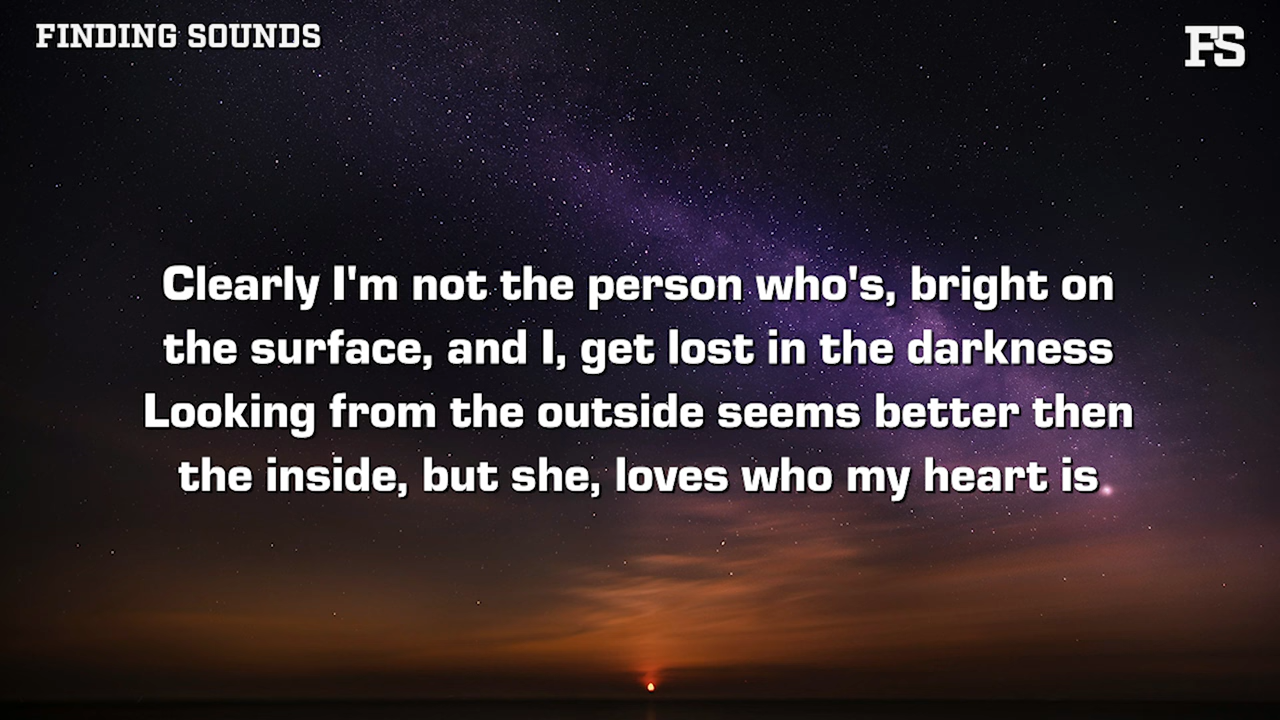 FINDING SOUNDS
FS
Clearly I'm not the person who's, bright on
the surface, and I, get lost in the darkness
Looking from the outside seems better then
the inside, but she, loves who my heart is